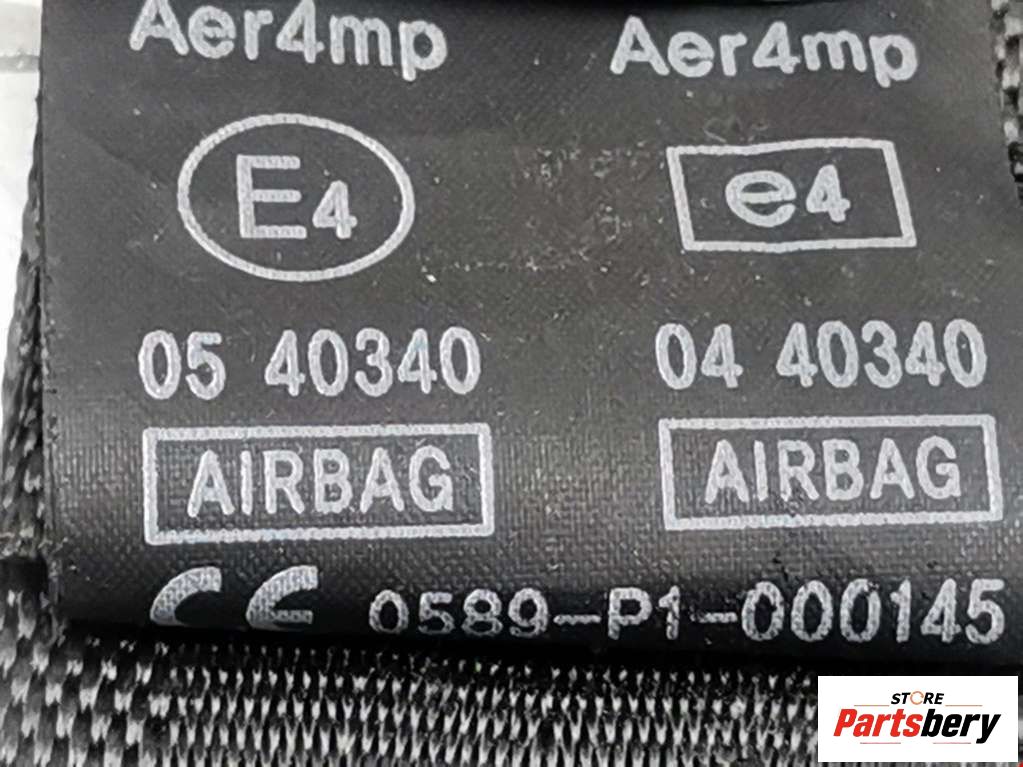 Aer4mp Aer4mp
E4 e4
05 40340 04 40340
AIRBAG AIRBAG
CE 0589-P1-000145
STORE
Partsbery